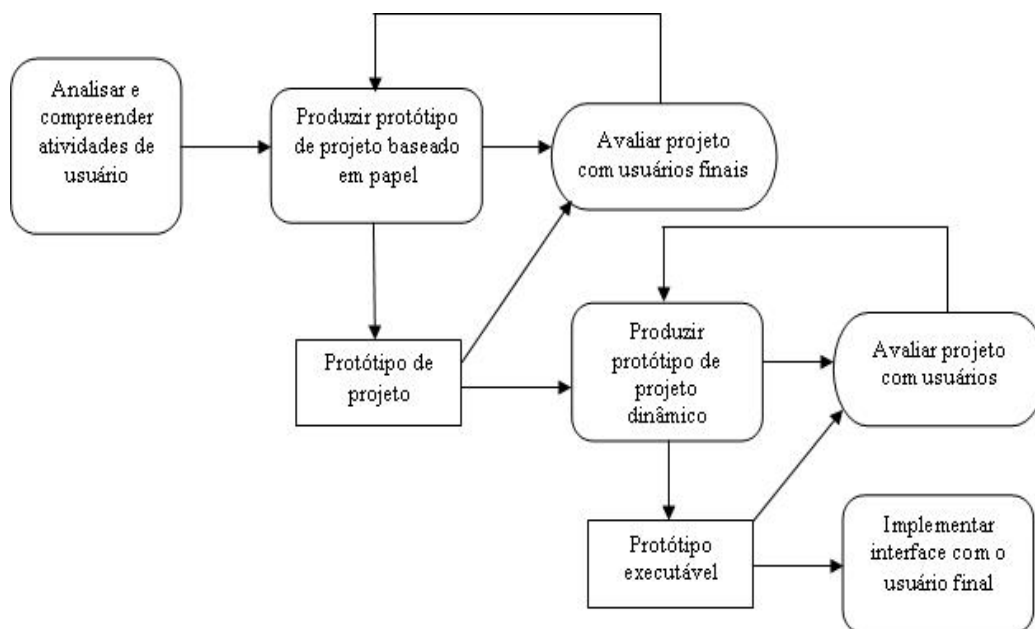 Analisar e
compreender
atividades de
usuário
Produzir protótipo
de projeto baseado
em papel
Avaliar projeto
com usuários finais
Protótipo de
projeto
Produzir
protótipo de
projeto
dinâmico
Avaliar projeto
com usuários
Protótipo
executável
Implementar
interface com o
usuário final